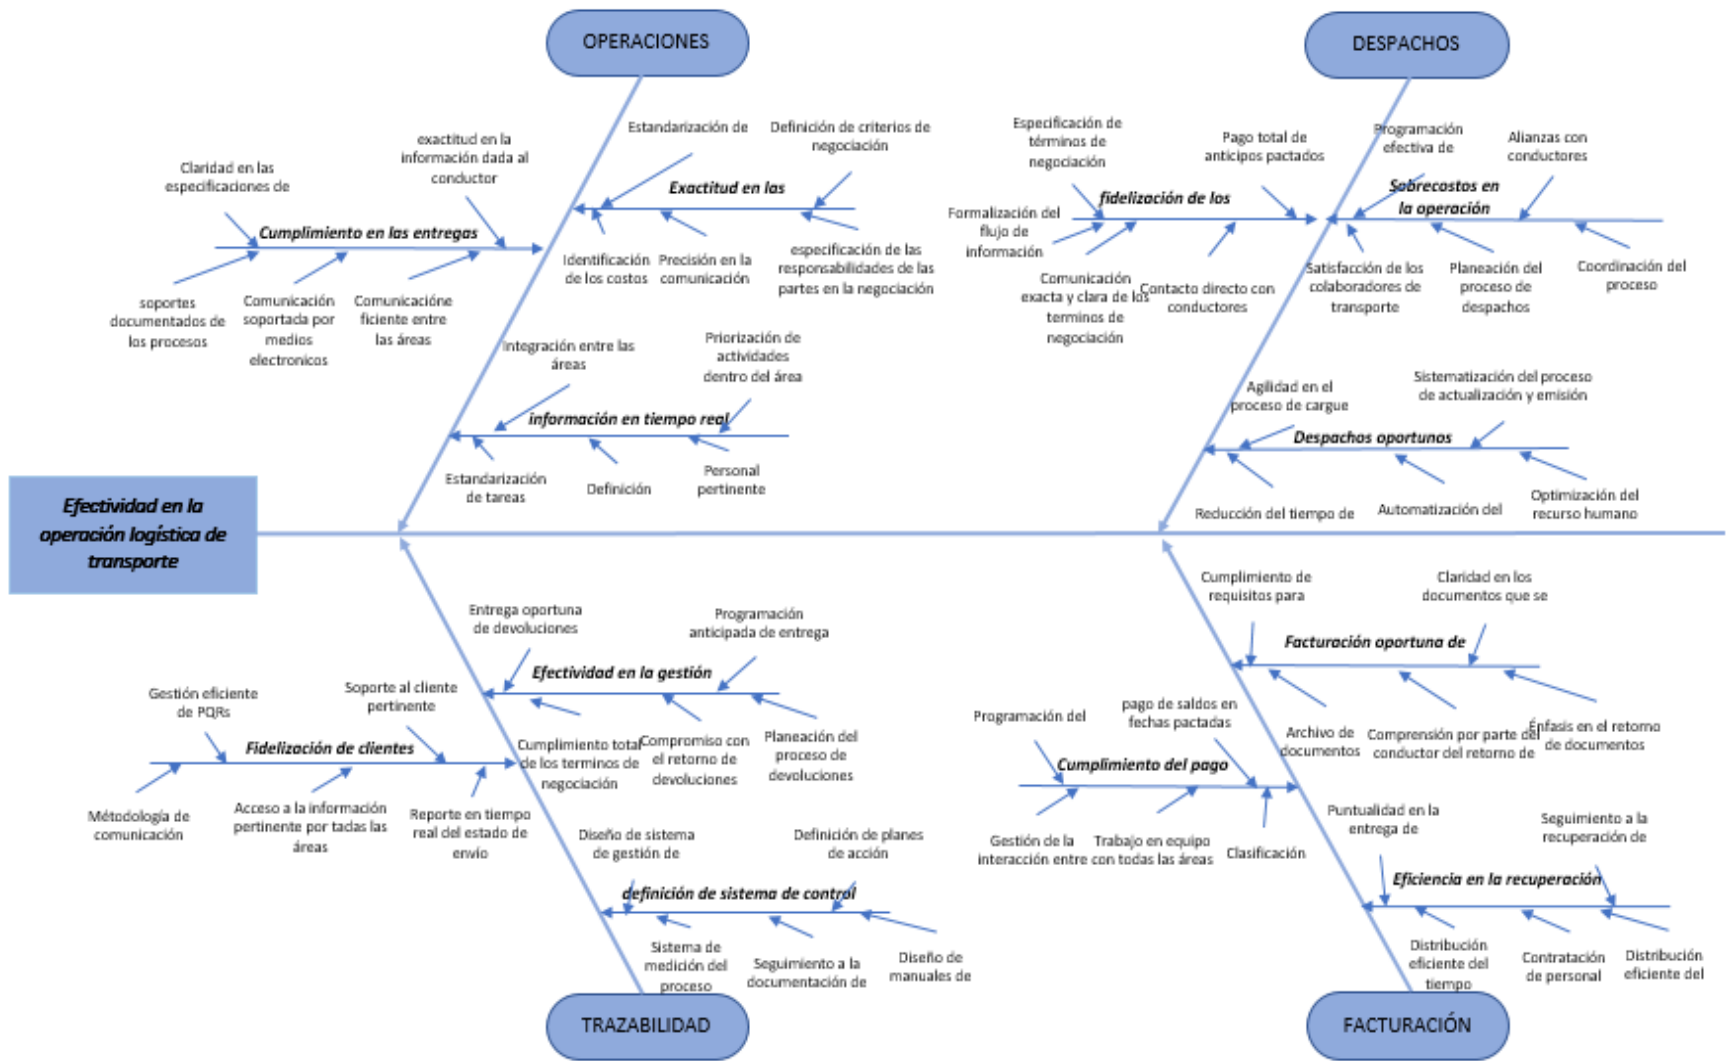 OPERACIONES
DESPACHOS
Estandarización de
Definición de criterios de
negociación
exactitud en la
información dada al
conductor
Claridad en las
especificaciones de
Exactitud en las
Cumplimiento en las entregas
Identificación
de los costos
Precisión en la
comunicación
especificación de las
responsabilidades de las
partes en la negociación
soportes
documentados de
los procesos
Comunicación
soportada por
medios
electronicos
Comunicacióne
ficiente entre
las áreas
Integración entre las
áreas
Priorización de
actividades
dentro del área
información en tiempo real
Estandarización
de tareas
Definición
Personal
pertinente
Especificación de
términos de
negociación
Pago total de
anticipos pactados
Programación
efectiva de
Alianzas con
conductores
fidelización de los
Sobrecostos en
la operación
Formalización del
flujo de
información
Comunicación
exacta y clara de los
terminos de
negociación
Contacto directo con
conductores
Satisfacción de los
colaboradores de
transporte
Planeación del
proceso de
despachos
Coordinación del
proceso
Agilidad en el
proceso de cargue
Sistematización del proceso
de actualización y emisión
Despachos oportunos
Reducción del tiempo de
Automatización del
Optimización del
recurso humano
Efectividad en la
operación logística de
transporte
Entrega oportuna
de devoluciones
Programación
anticipada de entrega
Efectividad en la gestión
Gestión eficiente
de PQRs
Soporte al cliente
pertinente
Fidelización de clientes
Cumplimiento total
de los terminos de
negociación
Compromiso con
el retorno de
devoluciones
Planeación del
proceso de
devoluciones
Métodología de
comunicación
Acceso a la información
pertinente por tadas las
áreas
Reporte en tiempo
real del estado de
envío
Diseño de sistema
de gestión de
Definición de planes
de acción
definición de sistema de control
Sistema de
medición del
proceso
Seguimiento a la
documentación de
Diseño de
manuales de
Cumplimiento de
requisitos para
Claridad en los
documentos que se
Facturación oportuna de
Archivo de
documentos
Comprensión por parte del
conductor del retorno de
Énfasis en el retorno
de documentos
Programación del
pago de saldos en
fechas pactadas
Cumplimiento del pago
Gestión de la
interacción entre
Trabajo en equipo
con todas las áreas
Clasificación
Puntualidad en la
entrega de
Seguimiento a la
recuperación de
Eficiencia en la recuperación
Distribución
eficiente del
tiempo
Contratación
de personal
Distribución
eficiente del
TRAZABILIDAD
FACTURACIÓN